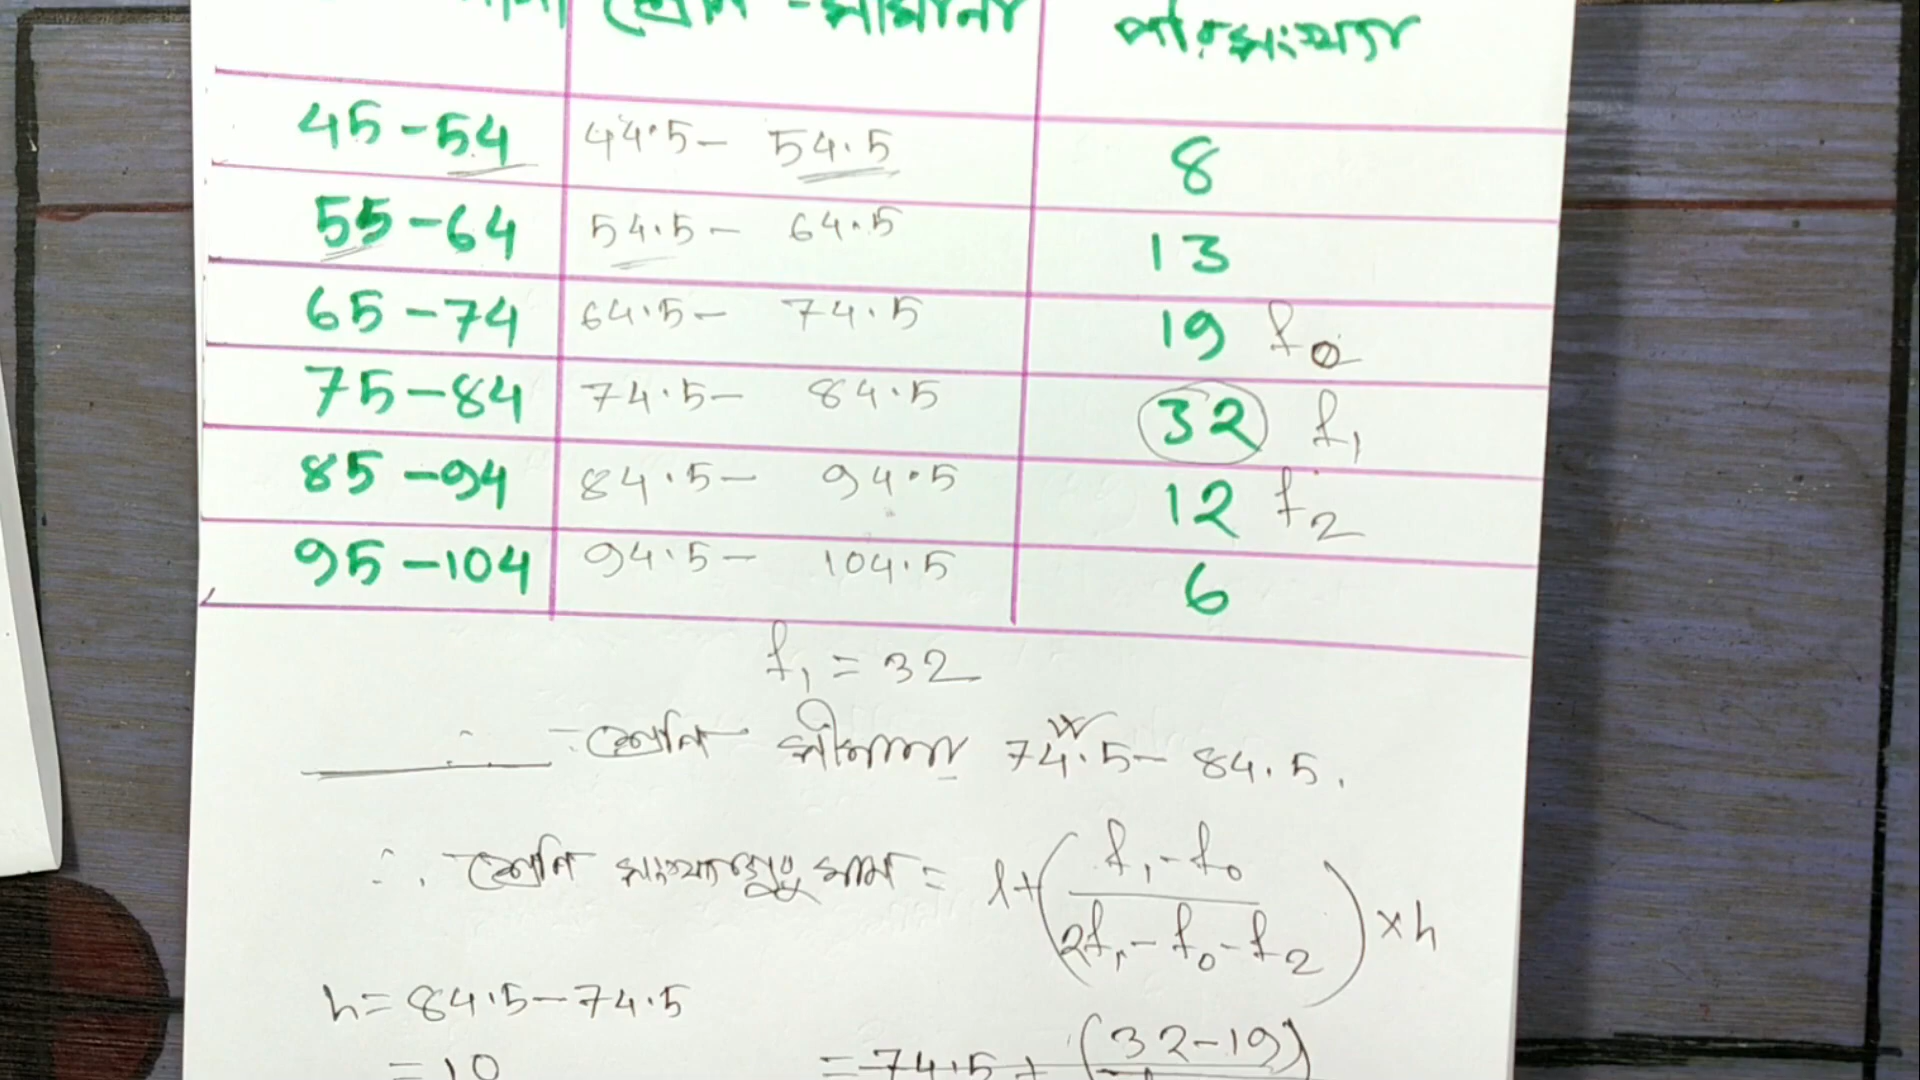 শ্রেণি-সীমানা পরিসংখ্যা
45-54 44.5- 54.5 8
55-64 54.5- 64.5 13
65-74 64.5- 74.5 19 f0
75-84 74.5- 84.5 32 f1
85-94 84.5- 94.5 12 f2
95-104 94.5- 104.5 6
f1 = 32
শ্রেণি সীমানা 74.5- 84.5.
∴ শ্রেণি সংখ্যাগুরু মান = l+(f1-f0/2f1-f0-f2)×h
h= 84.5-74.5
= 10 = 74.5 + (32-19)